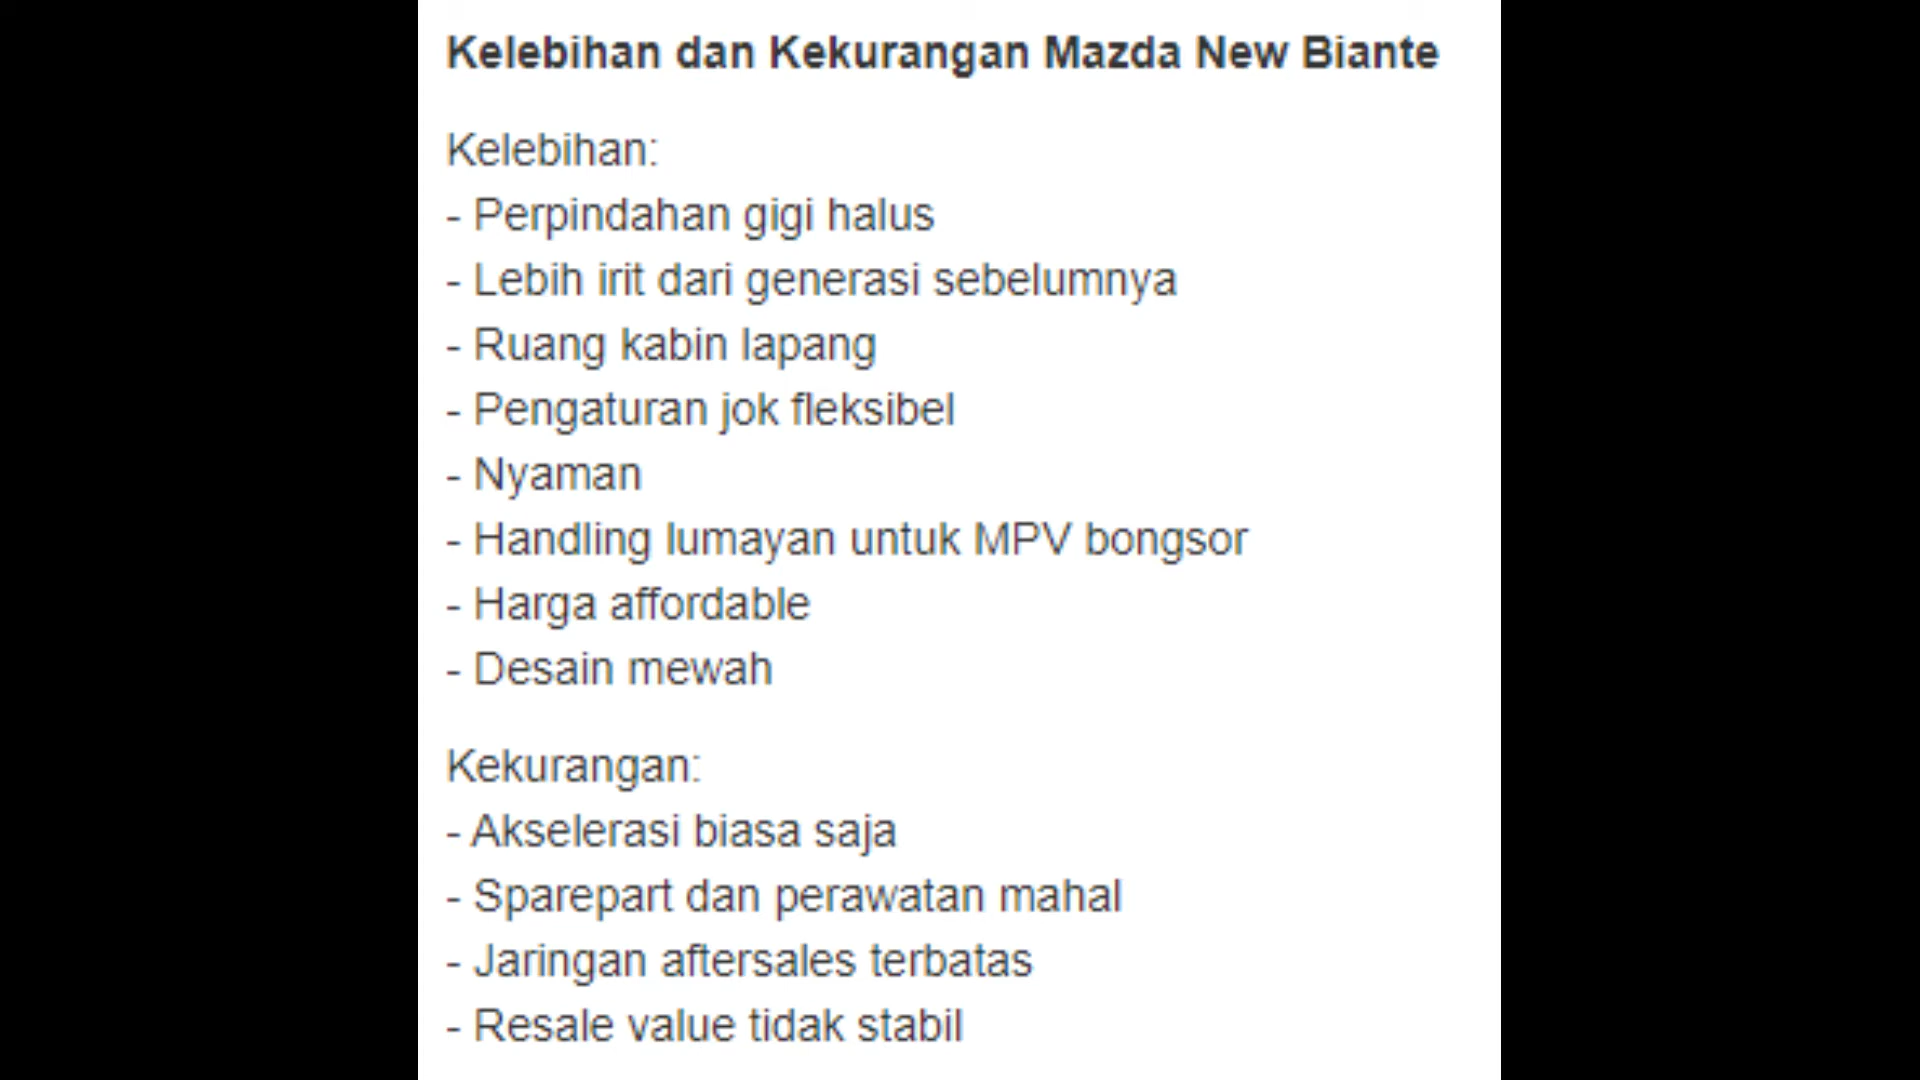 Kelebihan dan Kekurangan Mazda New Biante
Kelebihan:
- Perpindahan gigi halus
- Lebih irit dari generasi sebelumnya
- Ruang kabin lapang
- Pengaturan jok fleksibel
- Nyaman
- Handling lumayan untuk MPV bongsor
- Harga affordable
- Desain mewah
Kekurangan:
- Akselerasi biasa saja
- Sparepart dan perawatan mahal
- Jaringan aftersales terbatas
- Resale value tidak stabil